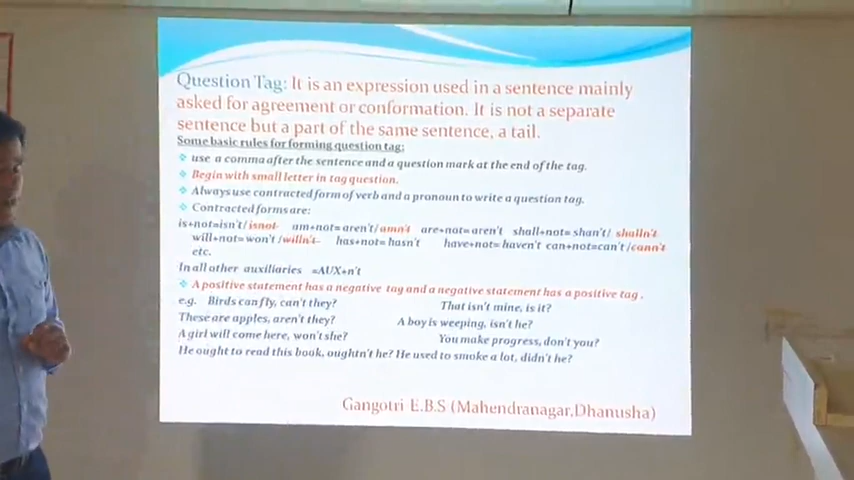 Question Tag: It is an expression used in a sentence mainly
asked for agreement or conformation. It is not a separate
sentence but a part of the same sentence, a tail.
Some basic rules for forming question tag:
use a comma after the sentence and a question mark at the end of the tag.
Begin with small letter in tag question.
Always use contracted form of verb and a pronoun to write a question tag.
Contracted forms are:
is+not=isn't/isnot am+not=aren't/amn't are+not=aren't shall+not=shan't/ shalln't
will+not=won't/willn't has+not=hasn't have+not=haven't can+not=can't/cann't
etc.
In all other auxiliaries =AUX+n't
A positive statement has a negative tag and a negative statement has a positive tag.
e.g. Birds can fly, can't they? That isn't mine, is it?
These are apples, aren't they? A boy is weeping, isn't he?
A girl will come here, won't she? You make progress, don't you?
He ought to read this book, oughtn't he? He used to smoke a lot, didn't he?
Gangotri E.B.S (Mahendranagar,Dhanusha)